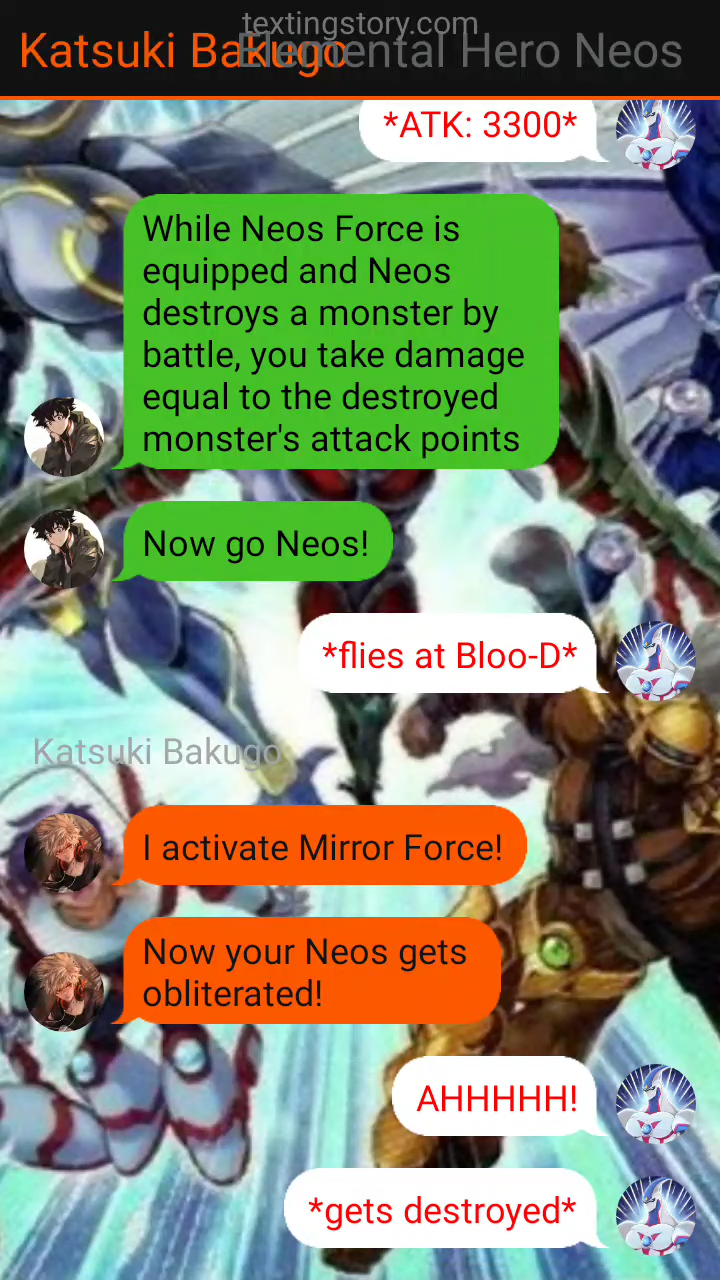 textingstory.com
Katsuki Bakugo
Elemental Hero Neos
*ATK: 3300*
While Neos Force is
equipped and Neos
destroys a monster by
battle, you take damage
equal to the destroyed
monster's attack points
Now go Neos!
*flies at Bloo-D*
Katsuki Bakugo
I activate Mirror Force!
Now your Neos gets
obliterated!
AHHHHH!
*gets destroyed*